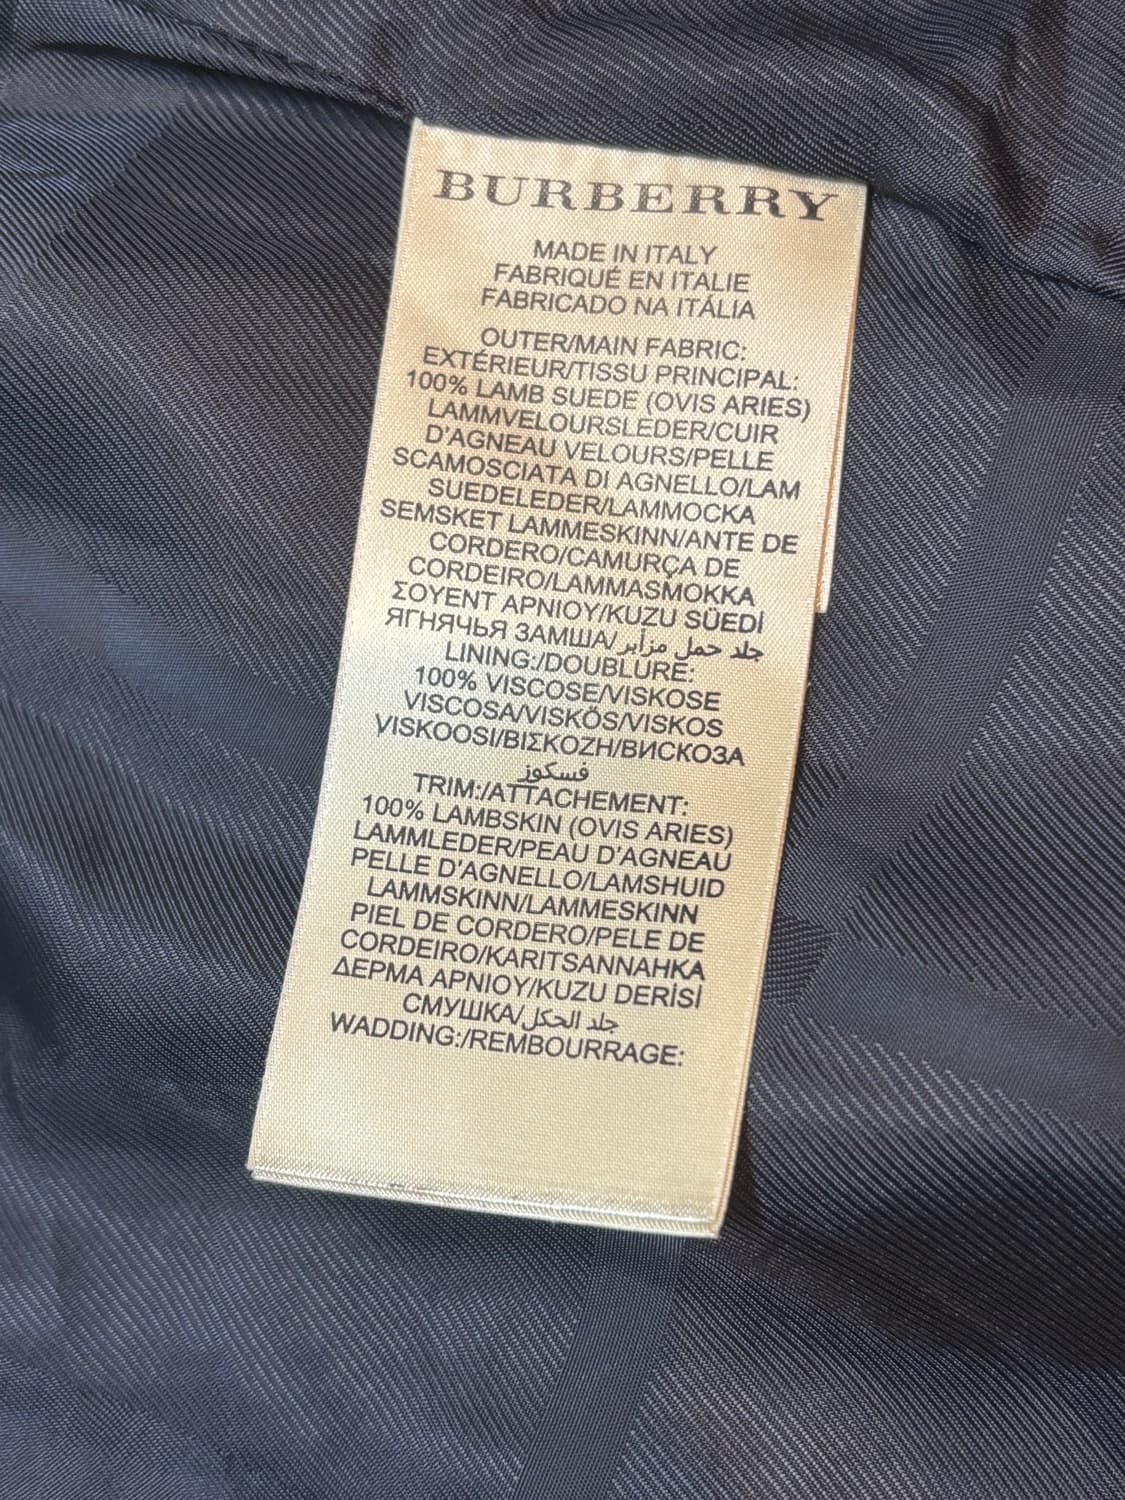 BURBERRY
MADE IN ITALY
FABRIQUÉ EN ITALIE
FABRICADO NA ITÁLIA
OUTER/MAIN FABRIC:
EXTÉRIEUR/TISSU PRINCIPAL:
100% LAMB SUEDE (OVIS ARIES)
LAMMVELOURSLEDER/CUIR
D'AGNEAU VELOURS/PELLE
SCAMOSCIATA DI AGNELLO/LAM
SUEDELEDER/LAMMOCKA
SEMSKET LAMMESKINN/ANTE DE
CORDERO/CAMURÇA DE
CORDEIRO/LAMMASMOKKA
ΣΟΥΕΝΤ ΑΡΝΙΟΥ/KUZU SÜEDİ
ЯГНЯЧЬЯ ЗАМША/جلد حمل مزأبر
LINING:/DOUBLURE:
100% VISCOSE/VISKOSE
VISCOSA/VISKÓS/VISKOS
VISKOOSI/ΒΙΣΚΟΖΗ/ВИСКОЗА
فسكوز
TRIM:/ATTACHEMENT:
100% LAMBSKIN (OVIS ARIES)
LAMMLEDER/PEAU D'AGNEAU
PELLE D'AGNELLO/LAMSHUID
LAMMSKINN/LAMMESKINN
PIEL DE CORDERO/PELE DE
CORDEIRO/KARITSANNAHKA
ΔΕΡΜΑ ΑΡΝΙΟΥ/KUZU DERİSİ
СМУШКА/جلد الحكل
WADDING:/REMBOURRAGE: